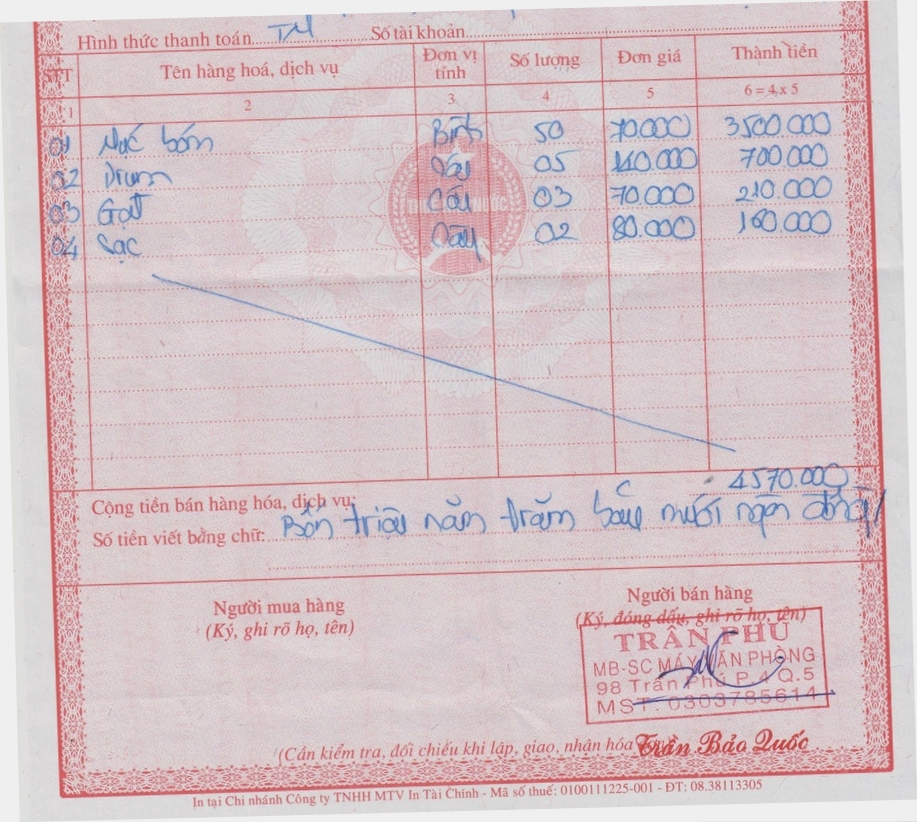 Hình thức thanh toán TM Số tài khoản
STT Tên hàng hoá, dịch vụ Đơn vị tính Số lượng Đơn giá Thành tiền
1 2 3 4 5 6 = 4 x 5
01 Mực bơm Bình 50 70.000 3500.000
02 Drum Cây 05 140.000 700.000
03 Gạt Cây 03 70.000 210.000
04 Sạc Cây 02 80.000 160.000
Cộng tiền bán hàng hóa, dịch vụ: 4570.000
Số tiền viết bằng chữ: Bốn triệu năm trăm bảy mươi ngàn đồng
Người mua hàng Người bán hàng
(Ký, ghi rõ họ, tên) (Ký, đóng dấu, ghi rõ họ, tên)
TRẦN PHÚ
MB-SC MÁY VĂN PHÒNG
98 Trần Phú P.4 Q.5
MST: 0303785614
(Cần kiểm tra, đối chiếu khi lập, giao, nhận hóa Trần Bảo Quốc
In tại Chi nhánh Công ty TNHH MTV In Tài Chính - Mã số thuế: 0100111225-001 - ĐT: 08.38113305